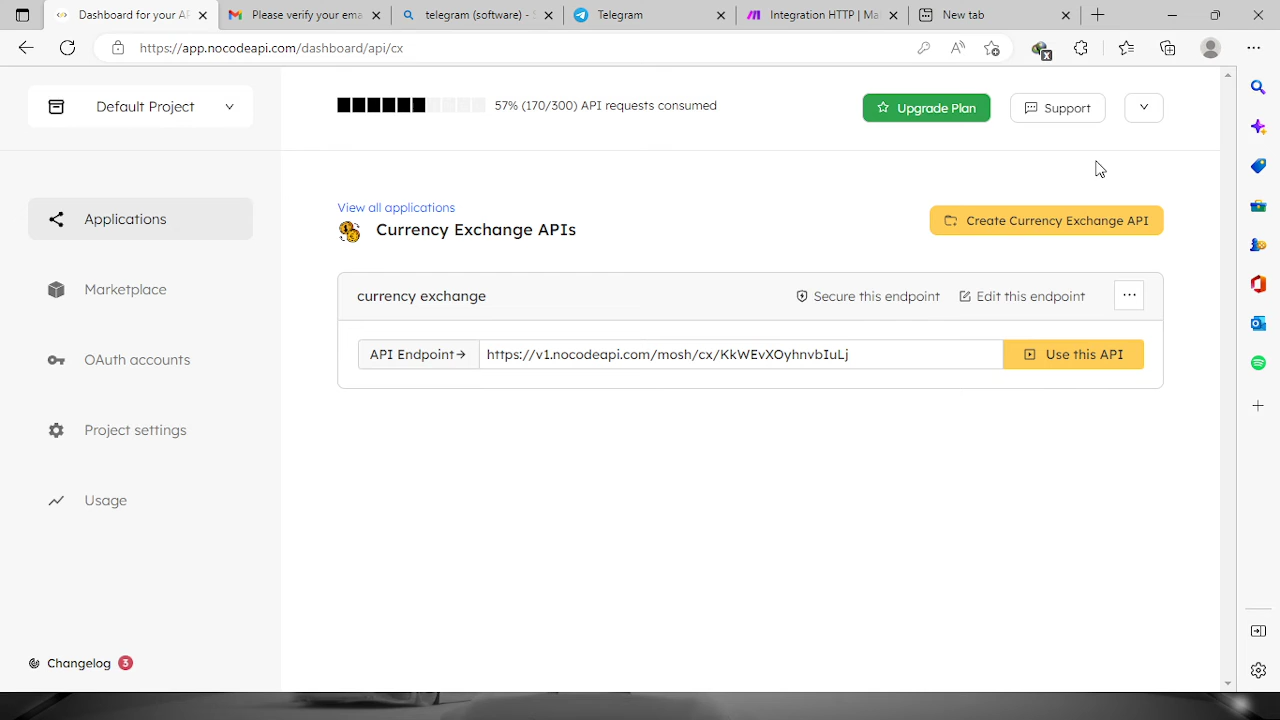 Dashboard for your AP
Please verify your ema
telegram (software) - S
Telegram
Integration HTTP | Ma
New tab
https://app.nocodeapi.com/dashboard/api/cx
Default Project
57% (170/300) API requests consumed
Upgrade Plan
Support
Applications
View all applications
Currency Exchange APIs
Create Currency Exchange API
Marketplace
currency exchange
Secure this endpoint
Edit this endpoint
API Endpoint→
https://v1.nocodeapi.com/mosh/cx/KkWEvXOyhnvbIuLj
Use this API
OAuth accounts
Project settings
Usage
Changelog 3